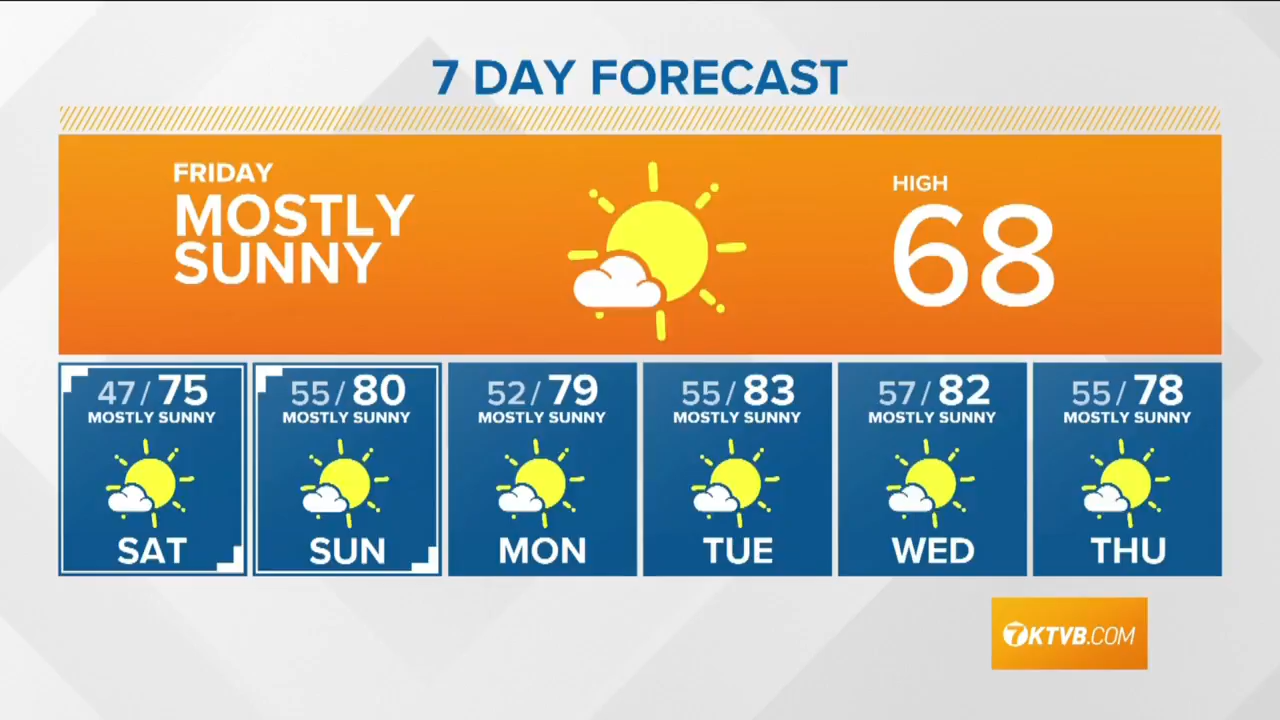 7 DAY FORECAST
FRIDAY
MOSTLY
SUNNY
HIGH
68
47/75
MOSTLY SUNNY
SAT
55/80
MOSTLY SUNNY
SUN
52/79
MOSTLY SUNNY
MON
55/83
MOSTLY SUNNY
TUE
57/82
MOSTLY SUNNY
WED
55/78
MOSTLY SUNNY
THU
7KTVB.COM